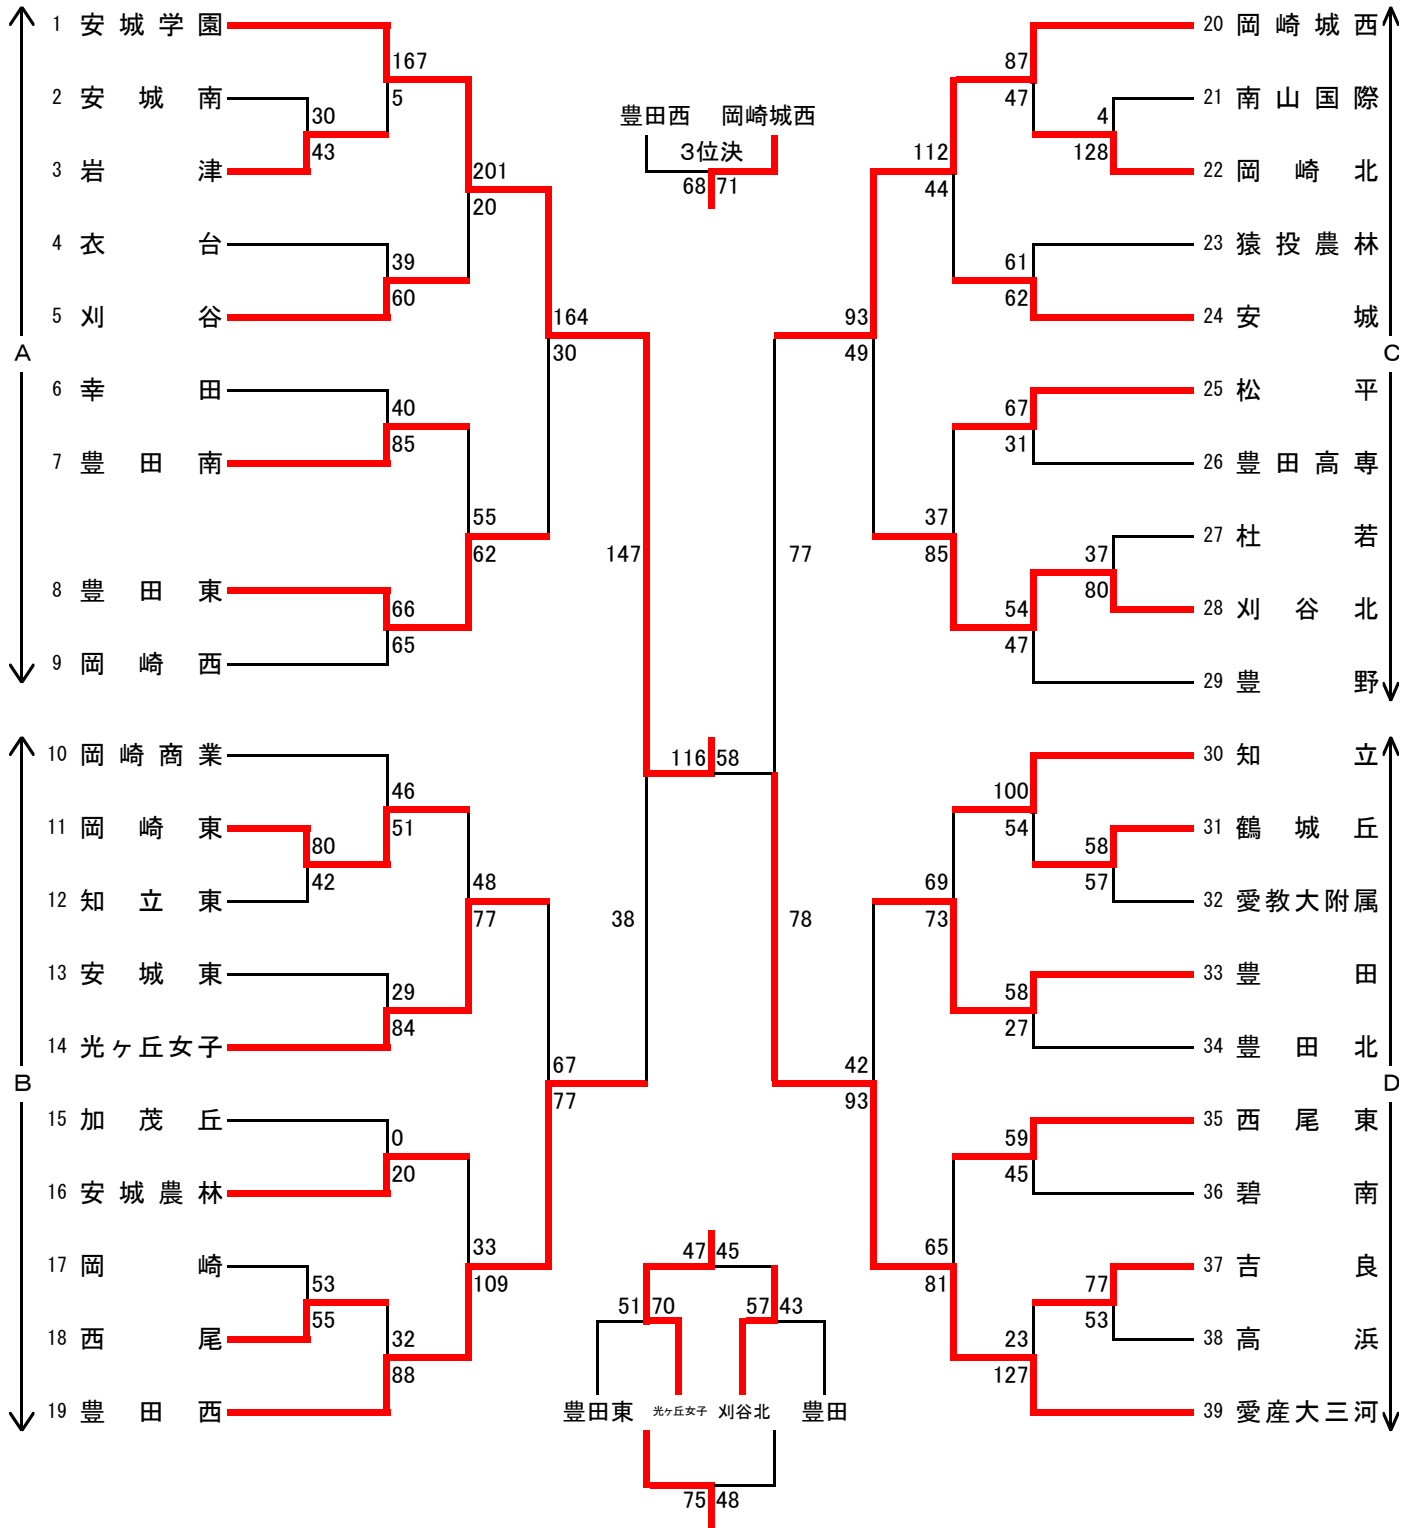 A
1 安城学園
2 安城南
3 岩津
4 衣台
5 刈谷
6 幸田
7 豊田南
8 豊田東
9 岡崎西
167
5
30
43
201
20
39
60
164
30
40
85
55
62
66
65
147
B
10 岡崎商業
11 岡崎東
12 知立東
13 安城東
14 光ヶ丘女子
15 加茂丘
16 安城農林
17 岡崎
18 西尾
19 豊田西
46
51
80
42
48
77
29
84
67
77
0
20
33
109
53
55
32
88
38
豊田西 岡崎城西
3位決
68 71
116 58
77
78
C
20 岡崎城西
21 南山国際
22 岡崎北
23 猿投農林
24 安城
25 松平
26 豊田高専
27 杜若
28 刈谷北
29 豊野
87
47
4
128
112
44
61
62
93
49
67
31
37
85
37
80
54
47
D
30 知立
31 鶴城丘
32 愛教大附属
33 豊田
34 豊田北
35 西尾東
36 碧南
37 吉良
38 高浜
39 愛産大三河
100
54
58
57
69
73
58
27
42
93
59
45
65
81
77
53
23
127
47 45
51 70 57 43
豊田東 光ヶ丘女子 刈谷北 豊田
75 48